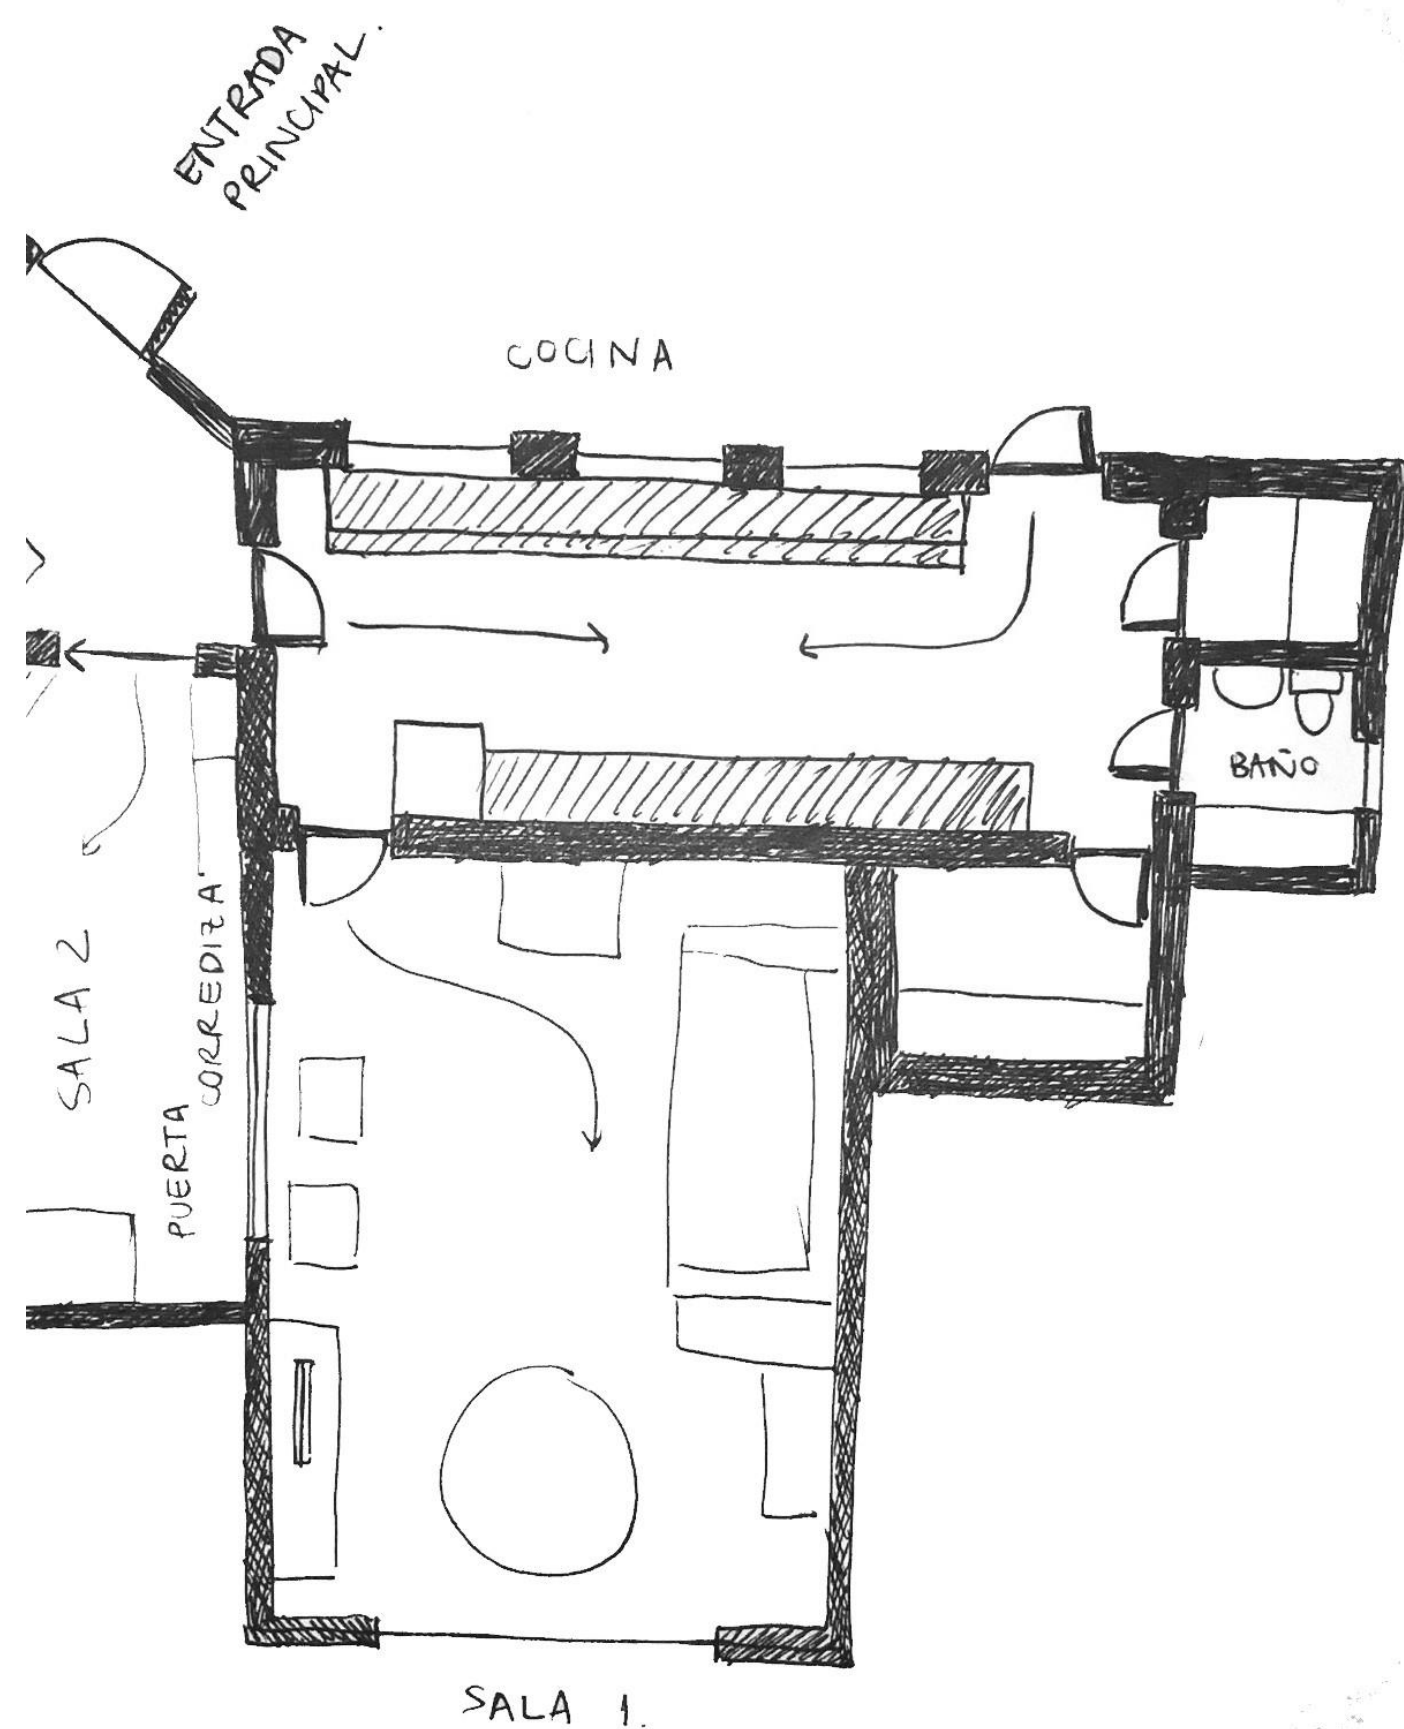 ENTRADA
PRINCIPAL.
COCINA
BAÑO
SALA 2
PUERTA
CORREDIZA
SALA 1.